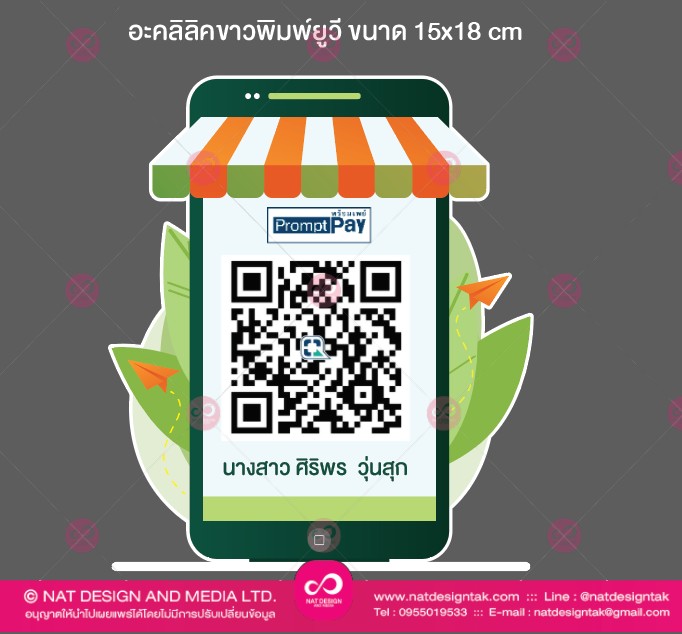 อะคลิลิคขาวพิมพ์ยูวี ขนาด 15x18 cm
พร้อมเพย์
PromptPay
นางสาว ศิริพร วุ่นสุก
© NAT DESIGN AND MEDIA LTD.
อนุญาตให้นำไปเผยแพร่ได้โดยไม่มีการปรับเปลี่ยนข้อมูล
NAT DESIGN
AND MEDIA
www.natdesigntak.com ::: Line : @natdesigntak
Tel : 0955019533 ::: E-mail : natdesigntak@gmail.com